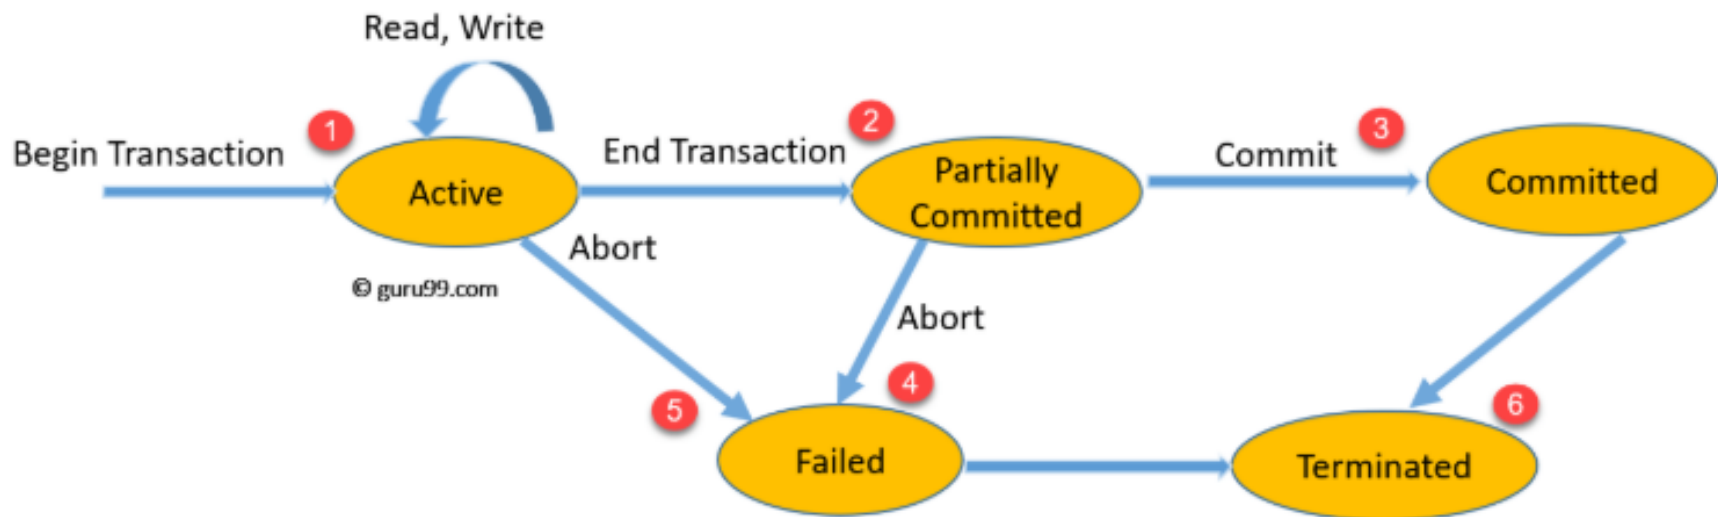 Read, Write
1
2
3
Begin Transaction
End Transaction
Commit
Active
Partially
Committed
Committed
Abort
© guru99.com
Abort
5
4
6
Failed
Terminated